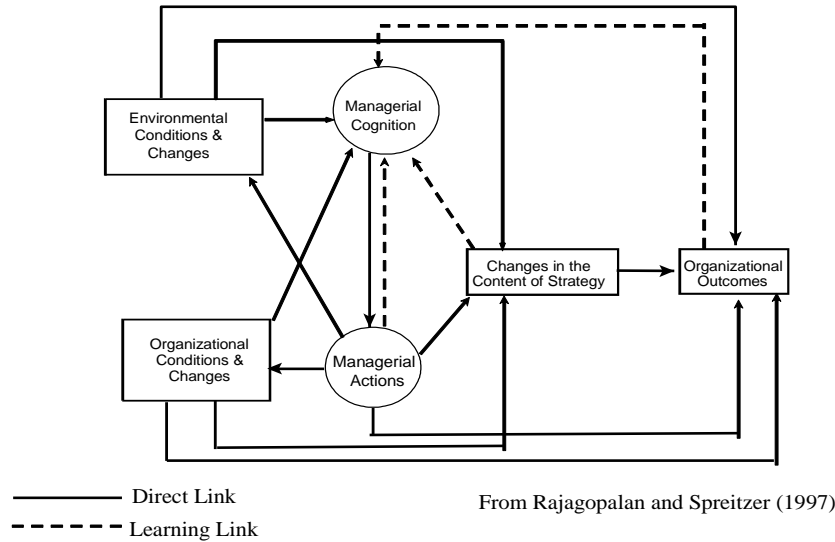 Environmental
Conditions &
Changes
Managerial
Cognition
Changes in the
Content of Strategy
Organizational
Outcomes
Organizational
Conditions &
Changes
Managerial
Actions
Direct Link
Learning Link
From Rajagopalan and Spreitzer (1997)